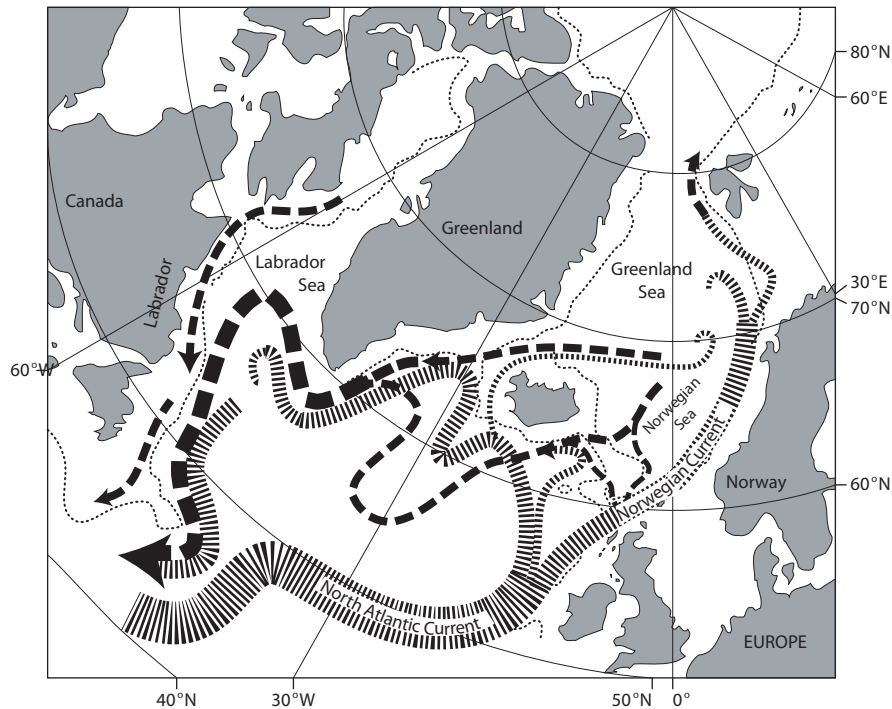 80°N
60°E
Canada
Greenland
Labrador
Sea
Greenland
Sea
Labrador
30°E
70°N
60°W
Norwegian
Sea
Norwegian Current
Norway
60°N
North Atlantic Current
EUROPE
40°N
30°W
50°N
0°